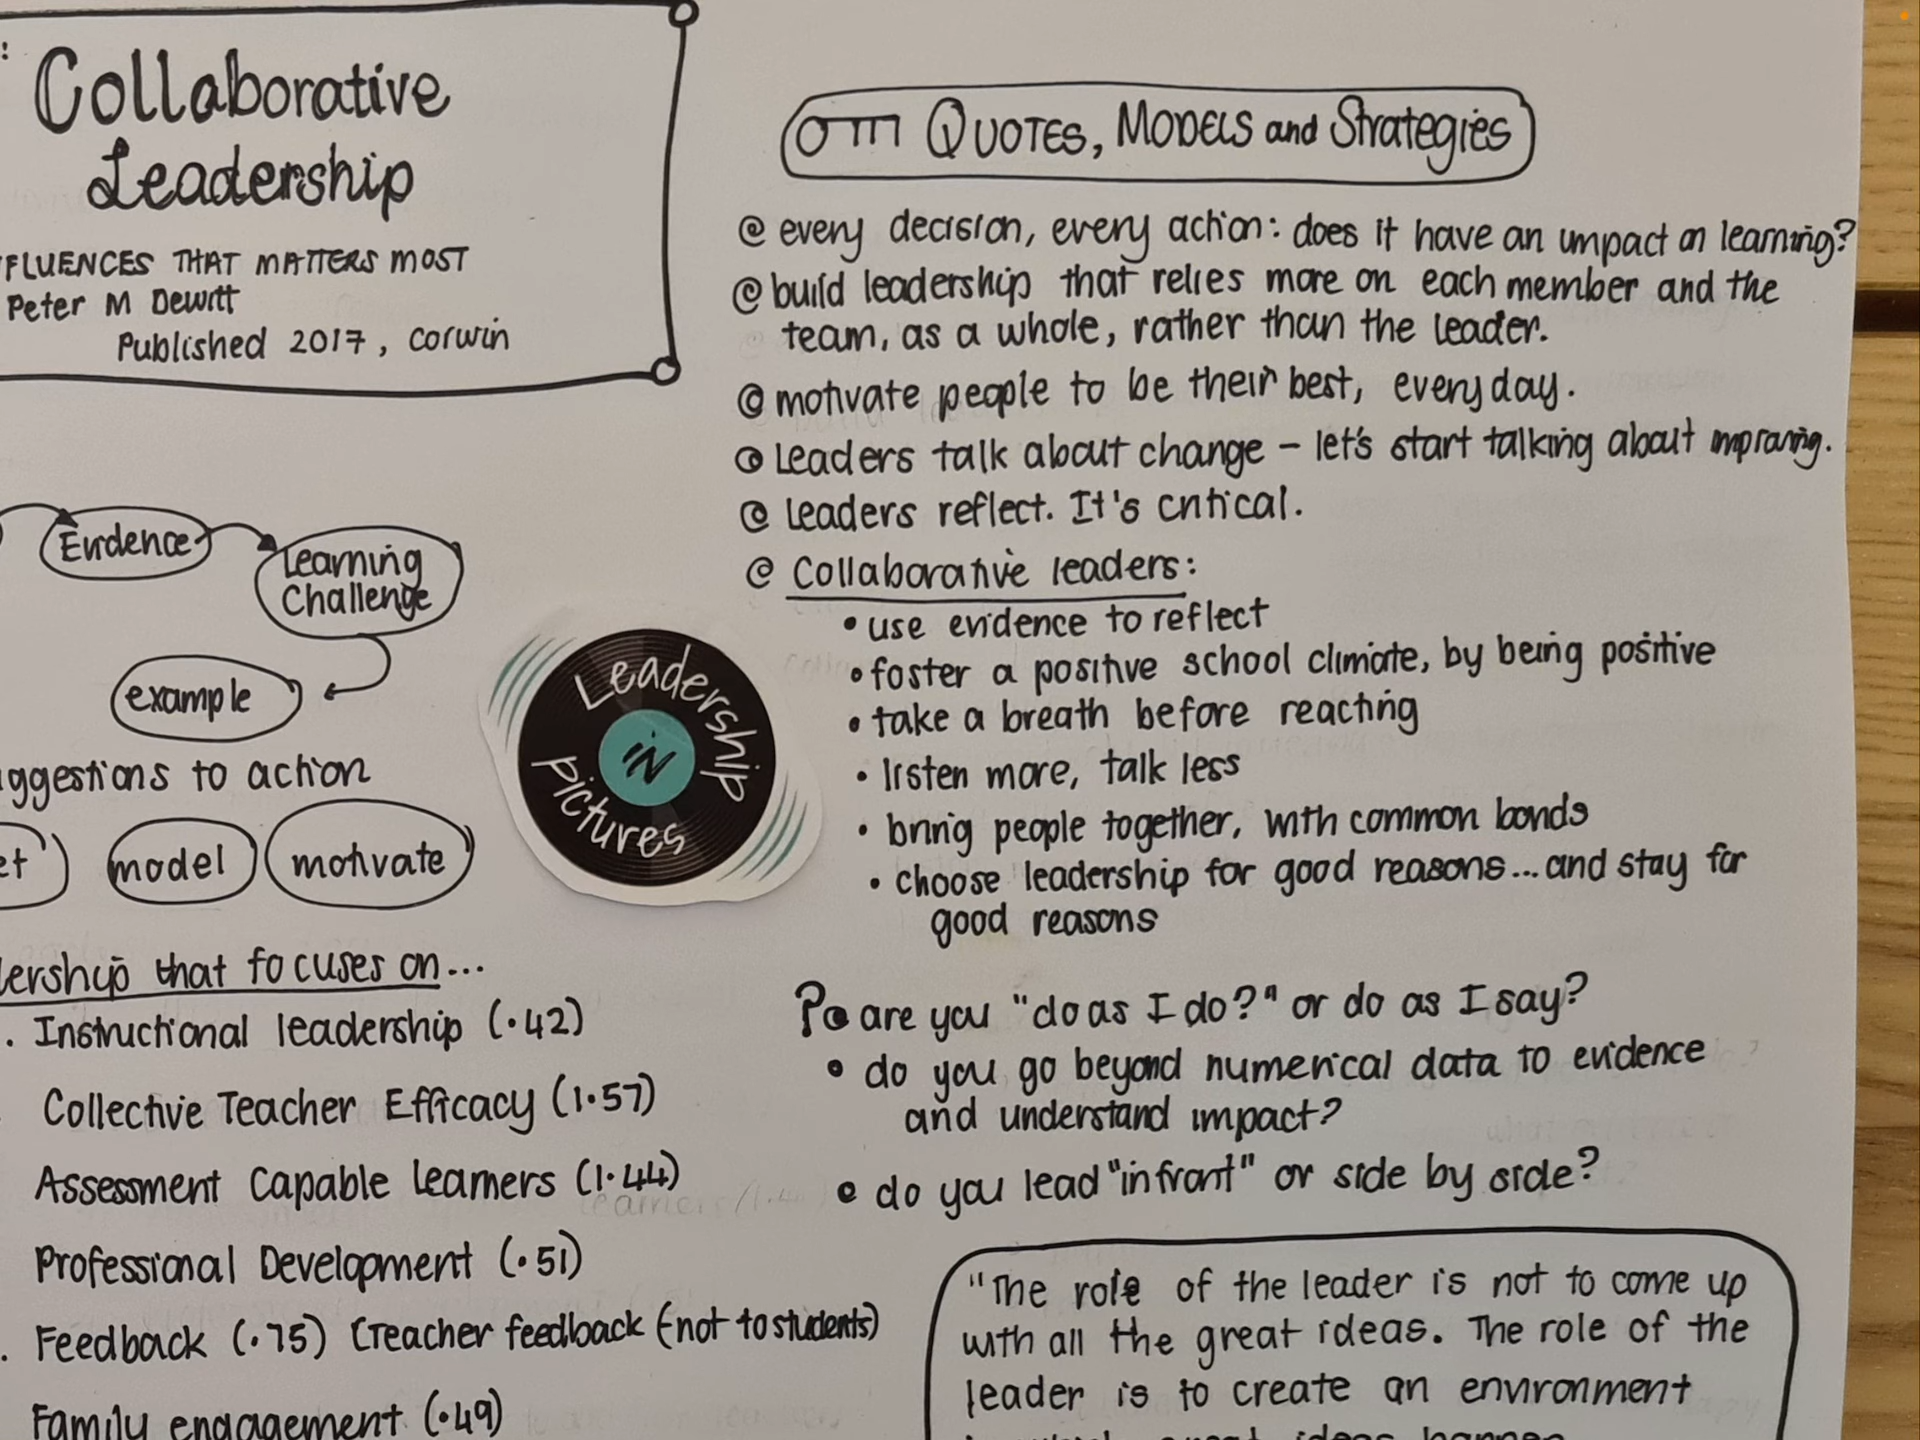 :
Collaborative
Leadership
FLUENCES THAT MATTERS MOST
Peter M Dewitt
Published 2017, Corwin
Evidence
Learning
Challenge
example
ggestions to action
et
model
motivate
Leadership
IN
pictures
ership that focuses on...
. Instructional leadership (.42)
Collective Teacher Efficacy (1.57)
Assessment Capable Learners (1.44)
Professional Development (.51)
. Feedback (.75) (Teacher feedback (not to students)
Family engagement (.49)
QUOTES, MODELS and Strategies
@ every decision, every action: does it have an impact on learning?
@ build leadership that relies more on each member and the
team, as a whole, rather than the leader.
@ motivate people to be their best, everyday.
@ Leaders talk about change – let's start talking about improving.
@ Leaders reflect. It's critical.
@ Collaborative leaders:
• use evidence to reflect
• foster a positive school climate, by being positive
• take a breath before reacting
• listen more, talk less
• bring people together, with common bonds
• choose leadership for good reasons...and stay for
good reasons
? are you "do as I do?" or do as I say?
• do you go beyond numerical data to evidence
and understand impact?
• do you lead "in front" or side by side?
"The role of the leader is not to come up
with all the great ideas. The role of the
leader is to create an environment
in which great ideas happen